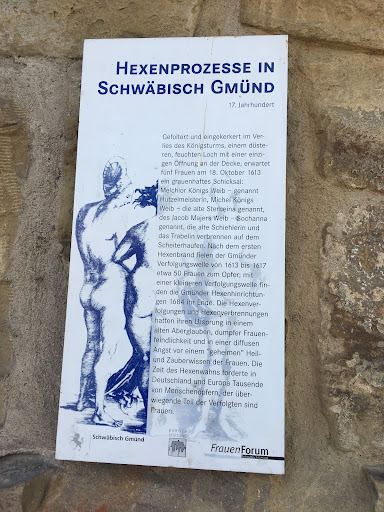 HEXENPROZESSE IN
SCHWÄBISCH GMÜND
17. Jahrhundert
Gefoltert und eingekerkert im Ver-
lies des Königsturms, einem düste-
ren, feuchten Loch mit einer einzi-
gen Öffnung an der Decke, erwartet
fünf Frauen am 18. Oktober 1613
ein grauenhaftes Schicksal:
Melchior Königs Weib – genannt
Hutzelmeisterin, Michel Königs
Weib – die alte Sterneina genannt,
des Jacob Majers Weib – Bochanna
genannt, die alte Schiehlerin und
das Trabelin verbrennen auf dem
Scheiterhaufen. Nach dem ersten
Hexenbrand fielen der Gmünder
Verfolgungswelle von 1613 bis 1617
etwa 50 Frauen zum Opfer; mit
einer kleineren Verfolgungswelle fin-
den die Gmünder Hexenhinrichtun-
gen 1684 ihr Ende. Die Hexenver-
folgungen und Hexenverbrennungen
hatten ihren Ursprung in einem
alten Aberglauben, dumpfer Frauen-
feindlichkeit und in einer diffusen
Angst vor einem "geheimen" Heil-
und Zauberwissen der Frauen. Die
Zeit des Hexenwahns forderte in
Deutschland und Europa Tausende
von Menschenopfern, der über-
wiegende Teil der Verfolgten sind
Frauen.
Schwäbisch Gmünd
FrauenForum